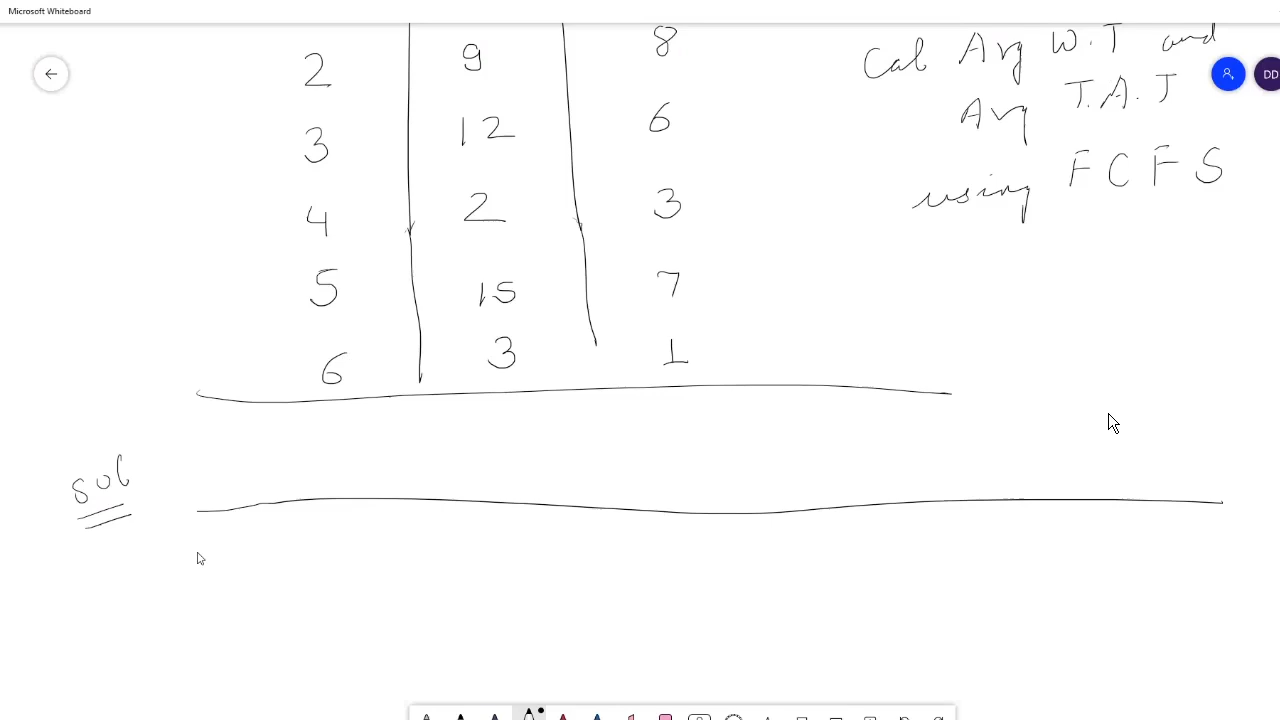 Microsoft Whiteboard
2 9 8
3 12 6
4 2 3
5 15 7
6 3 1
Cal Avg W.T and
Avg T.A.T
using FCFS
DD
Sol